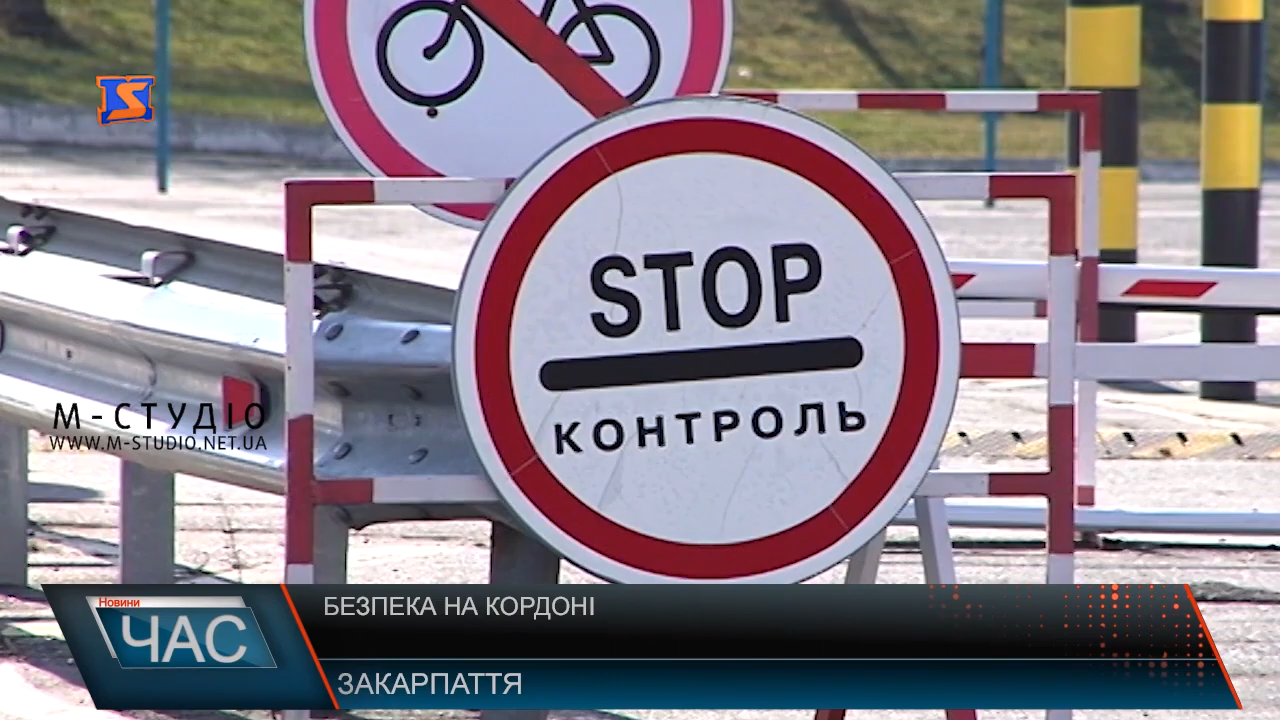 STOP
КОНТРОЛЬ
М-СТУДІО
WWW.M-STUDIO.NET.UA
Новини
ЧАС
БЕЗПЕКА НА КОРДОНІ
ЗАКАРПАТТЯ